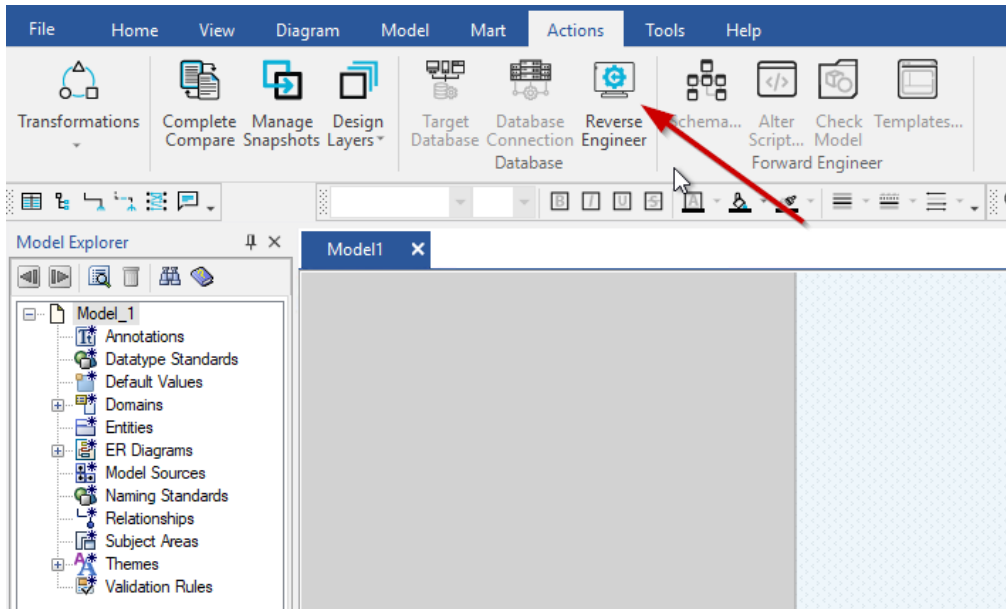 File Home View Diagram Model Mart Actions Tools Help
Transformations Complete Manage Design Target Database Reverse Schema... Alter Check Templates...
Compare Snapshots Layers Database Connection Engineer Script... Model
Database Forward Engineer
B I U S A
Model Explorer
Model1
Model_1
Annotations
Datatype Standards
Default Values
Domains
Entities
ER Diagrams
Model Sources
Naming Standards
Relationships
Subject Areas
Themes
Validation Rules